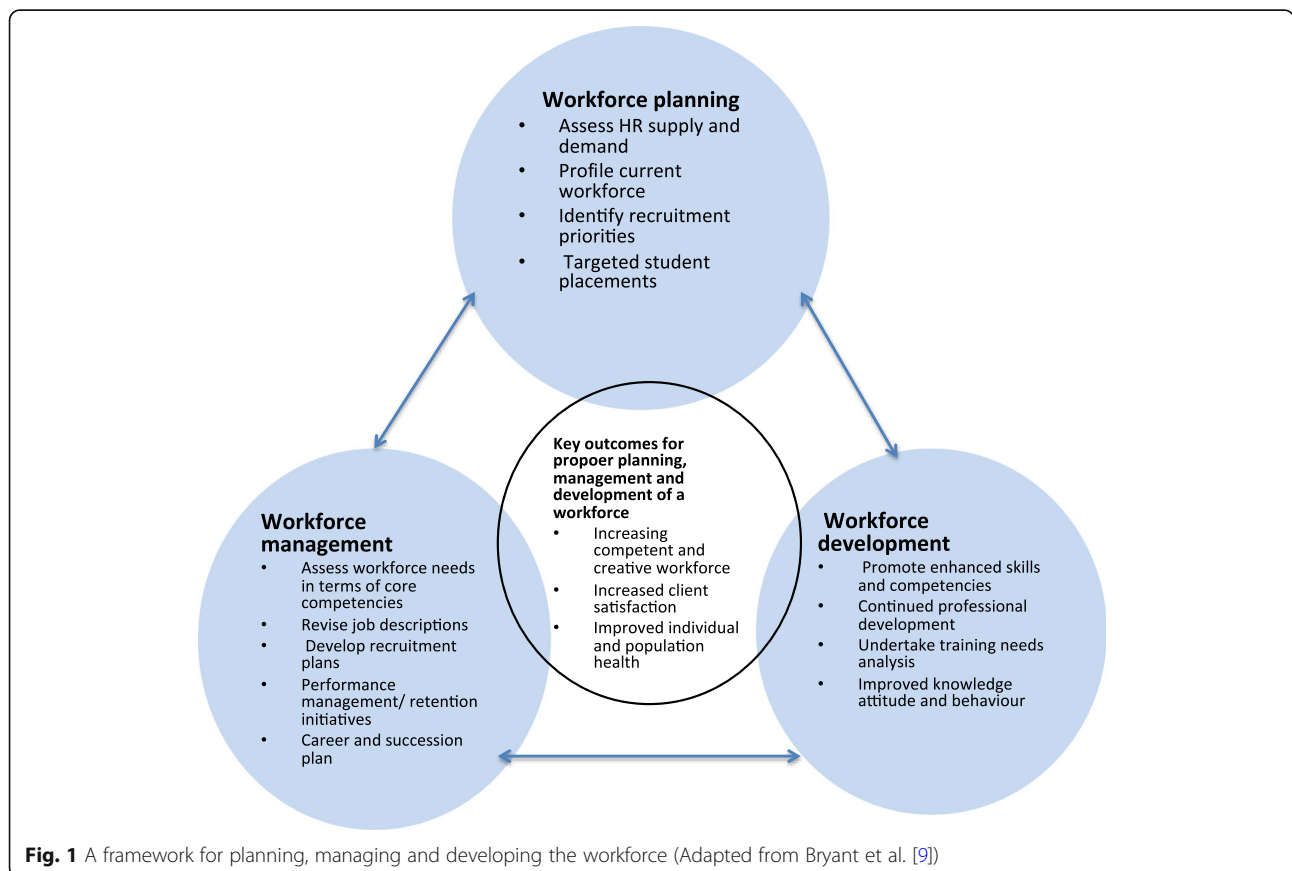 Workforce planning
• Assess HR supply and
demand
• Profile current
workforce
• Identify recruitment
priorities
• Targeted student
placements
Key outcomes for
propoer planning,
management and
development of a
workforce
• Increasing
competent and
creative workforce
• Increased client
satisfaction
• Improved individual
and population
health
Workforce
management
• Assess workforce needs
in terms of core
competencies
• Revise job descriptions
• Develop recruitment
plans
• Performance
management/ retention
initiatives
• Career and succession
plan
Workforce
development
• Promote enhanced skills
and competencies
• Continued professional
development
• Undertake training needs
analysis
• Improved knowledge
attitude and behaviour
Fig. 1 A framework for planning, managing and developing the workforce (Adapted from Bryant et al. [9])